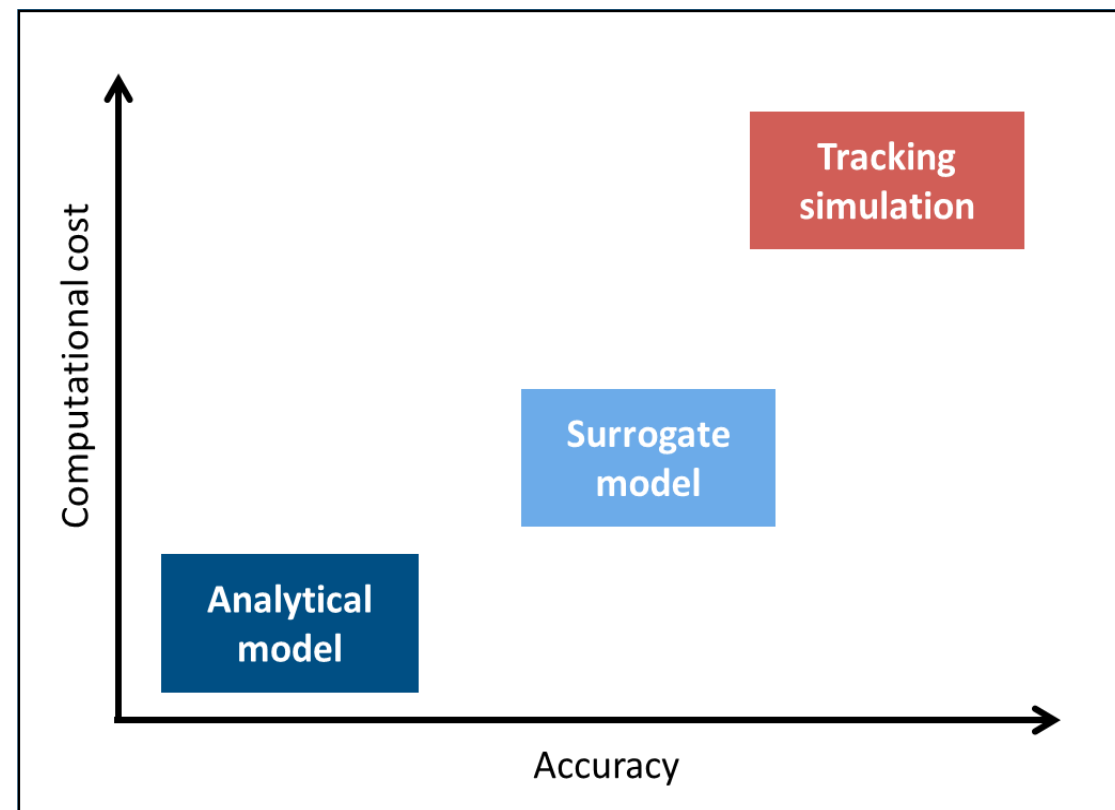 Computational cost
Tracking
simulation
Surrogate
model
Analytical
model
Accuracy